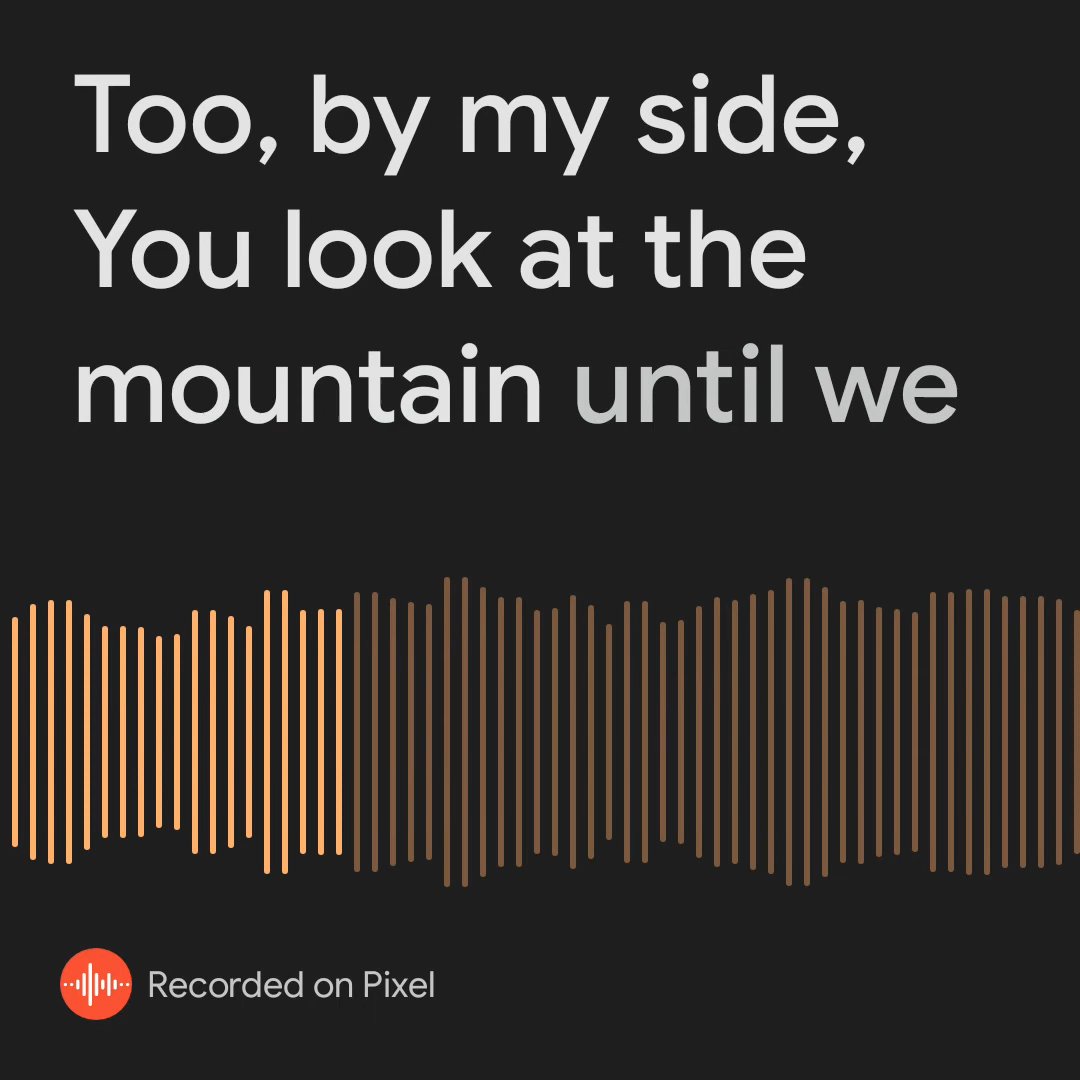 Too, by my side,
You look at the
mountain until we
Recorded on Pixel